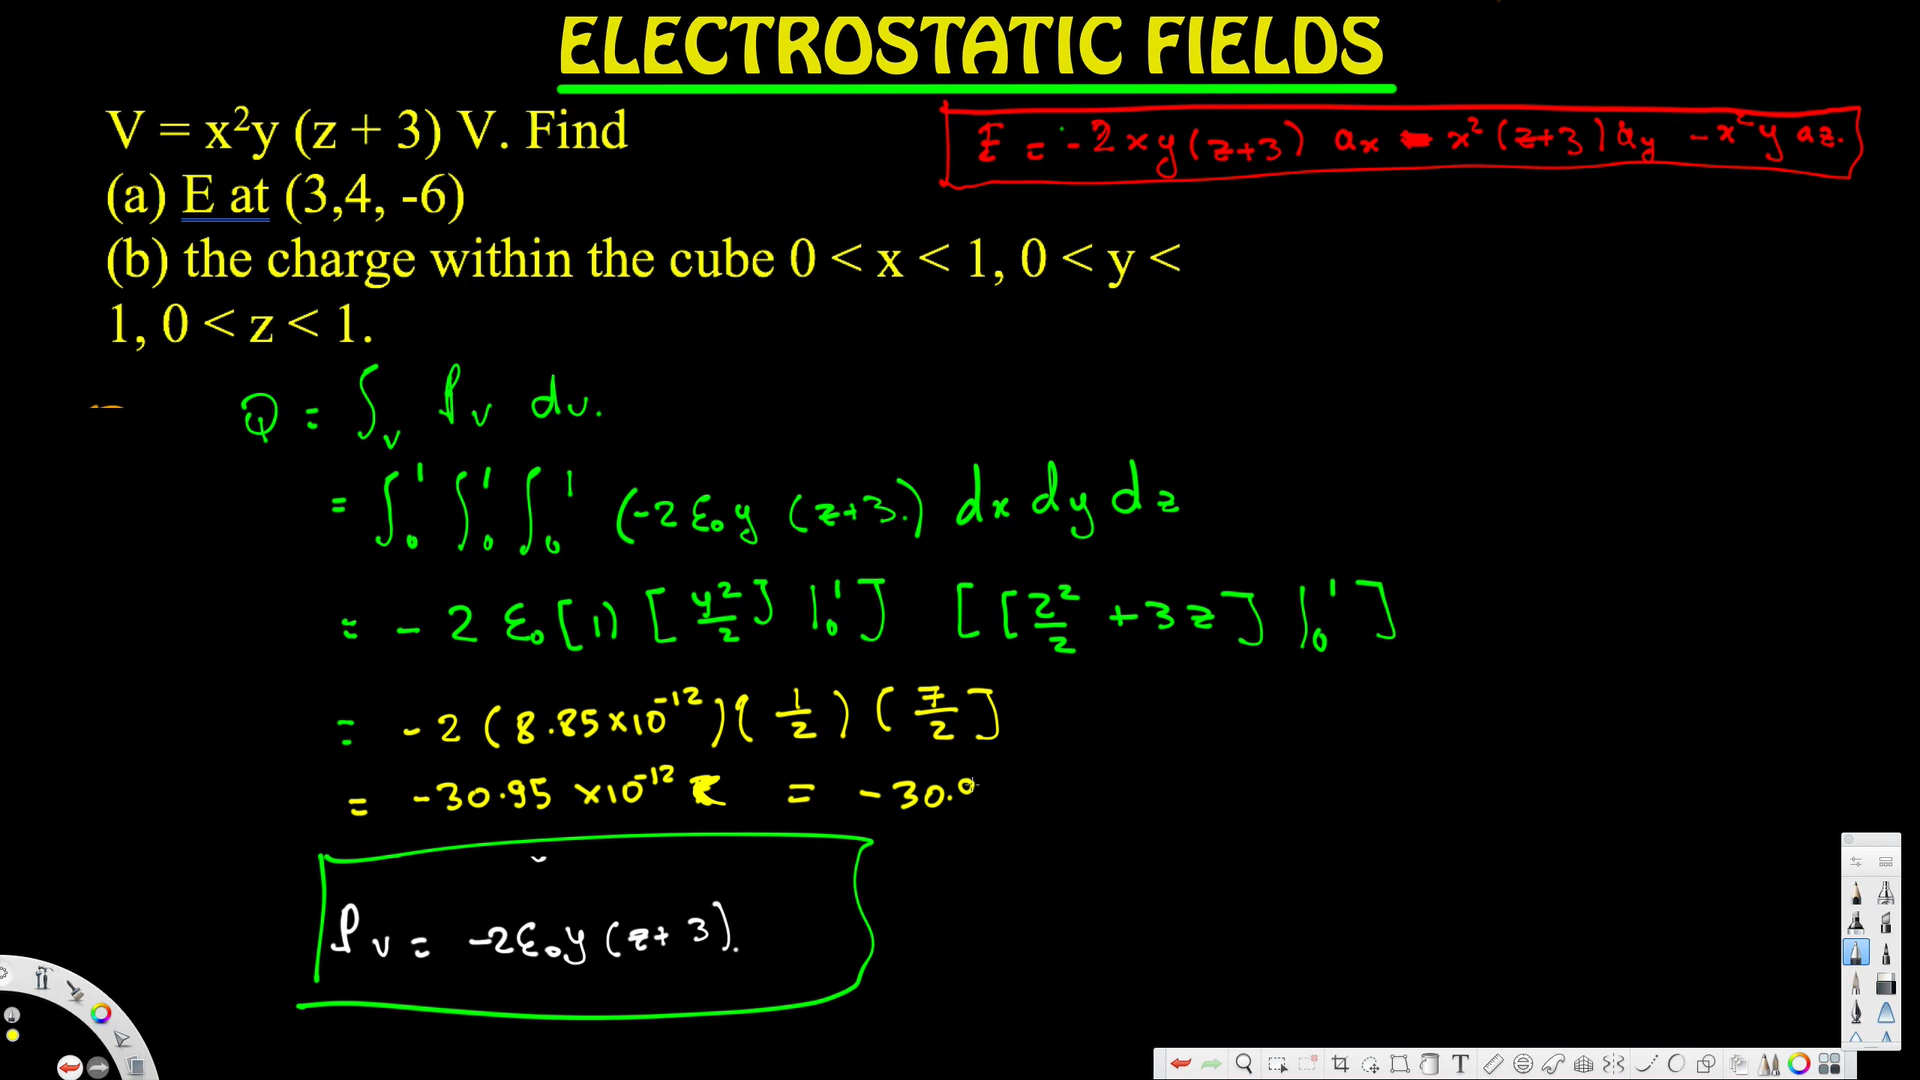 ELECTROSTATIC FIELDS
V = x²y (z + 3) V. Find
E = -2xy(z+3) ax - x²(z+3) ay - x²y az.
(a) E at (3,4, -6)
(b) the charge within the cube 0 < x < 1, 0 < y <
1, 0 < z < 1.
Q = ∫v ρv dv.
= ∫₀¹ ∫₀¹ ∫₀¹ (-2ε₀y (z+3.) dx dy dz
= -2 ε₀ [1) [y²/2] |₀¹] [[z²/2 + 3z] |₀¹]
= -2 (8.85×10⁻¹²)(1/2) (7/2]
= -30.95 ×10⁻¹² = -30.
ρv = -2ε₀y (z+3).
T